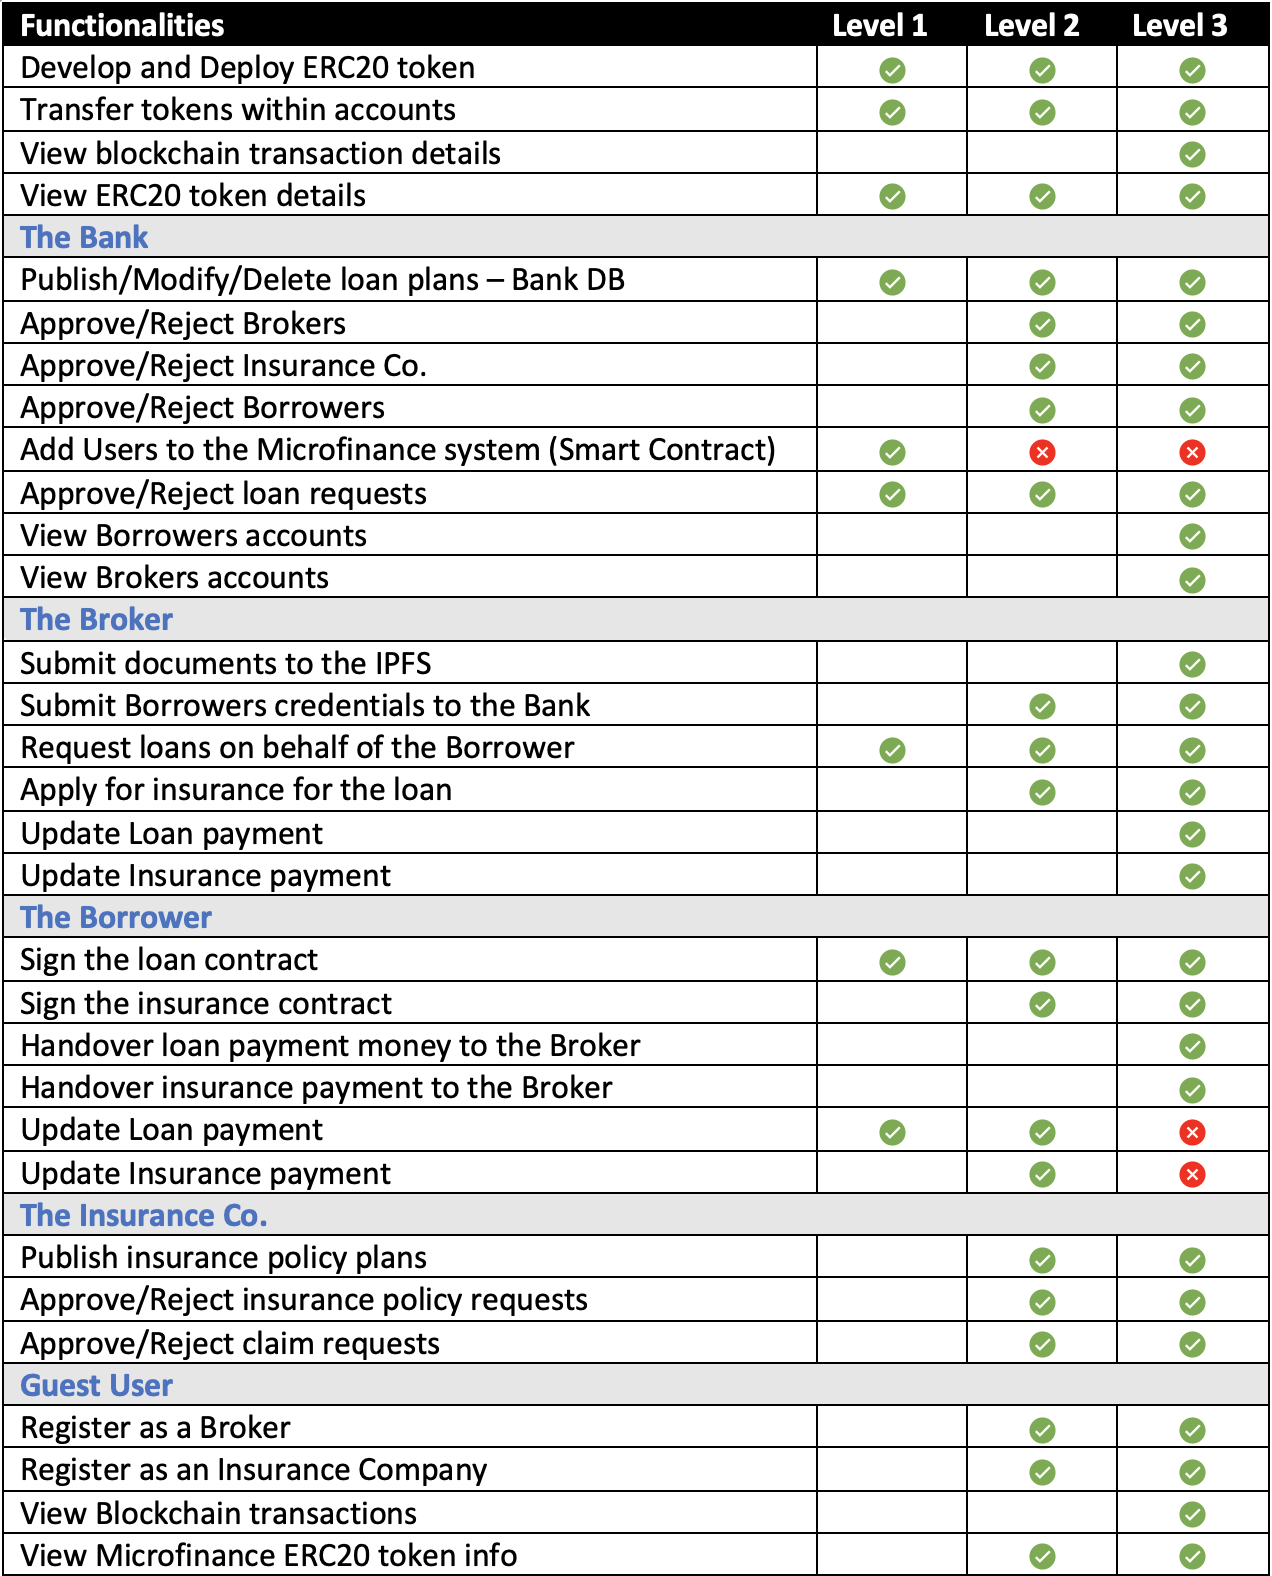 Functionalities Level 1 Level 2 Level 3
Develop and Deploy ERC20 token
Transfer tokens within accounts
View blockchain transaction details
View ERC20 token details
The Bank
Publish/Modify/Delete loan plans – Bank DB
Approve/Reject Brokers
Approve/Reject Insurance Co.
Approve/Reject Borrowers
Add Users to the Microfinance system (Smart Contract)
Approve/Reject loan requests
View Borrowers accounts
View Brokers accounts
The Broker
Submit documents to the IPFS
Submit Borrowers credentials to the Bank
Request loans on behalf of the Borrower
Apply for insurance for the loan
Update Loan payment
Update Insurance payment
The Borrower
Sign the loan contract
Sign the insurance contract
Handover loan payment money to the Broker
Handover insurance payment to the Broker
Update Loan payment
Update Insurance payment
The Insurance Co.
Publish insurance policy plans
Approve/Reject insurance policy requests
Approve/Reject claim requests
Guest User
Register as a Broker
Register as an Insurance Company
View Blockchain transactions
View Microfinance ERC20 token info